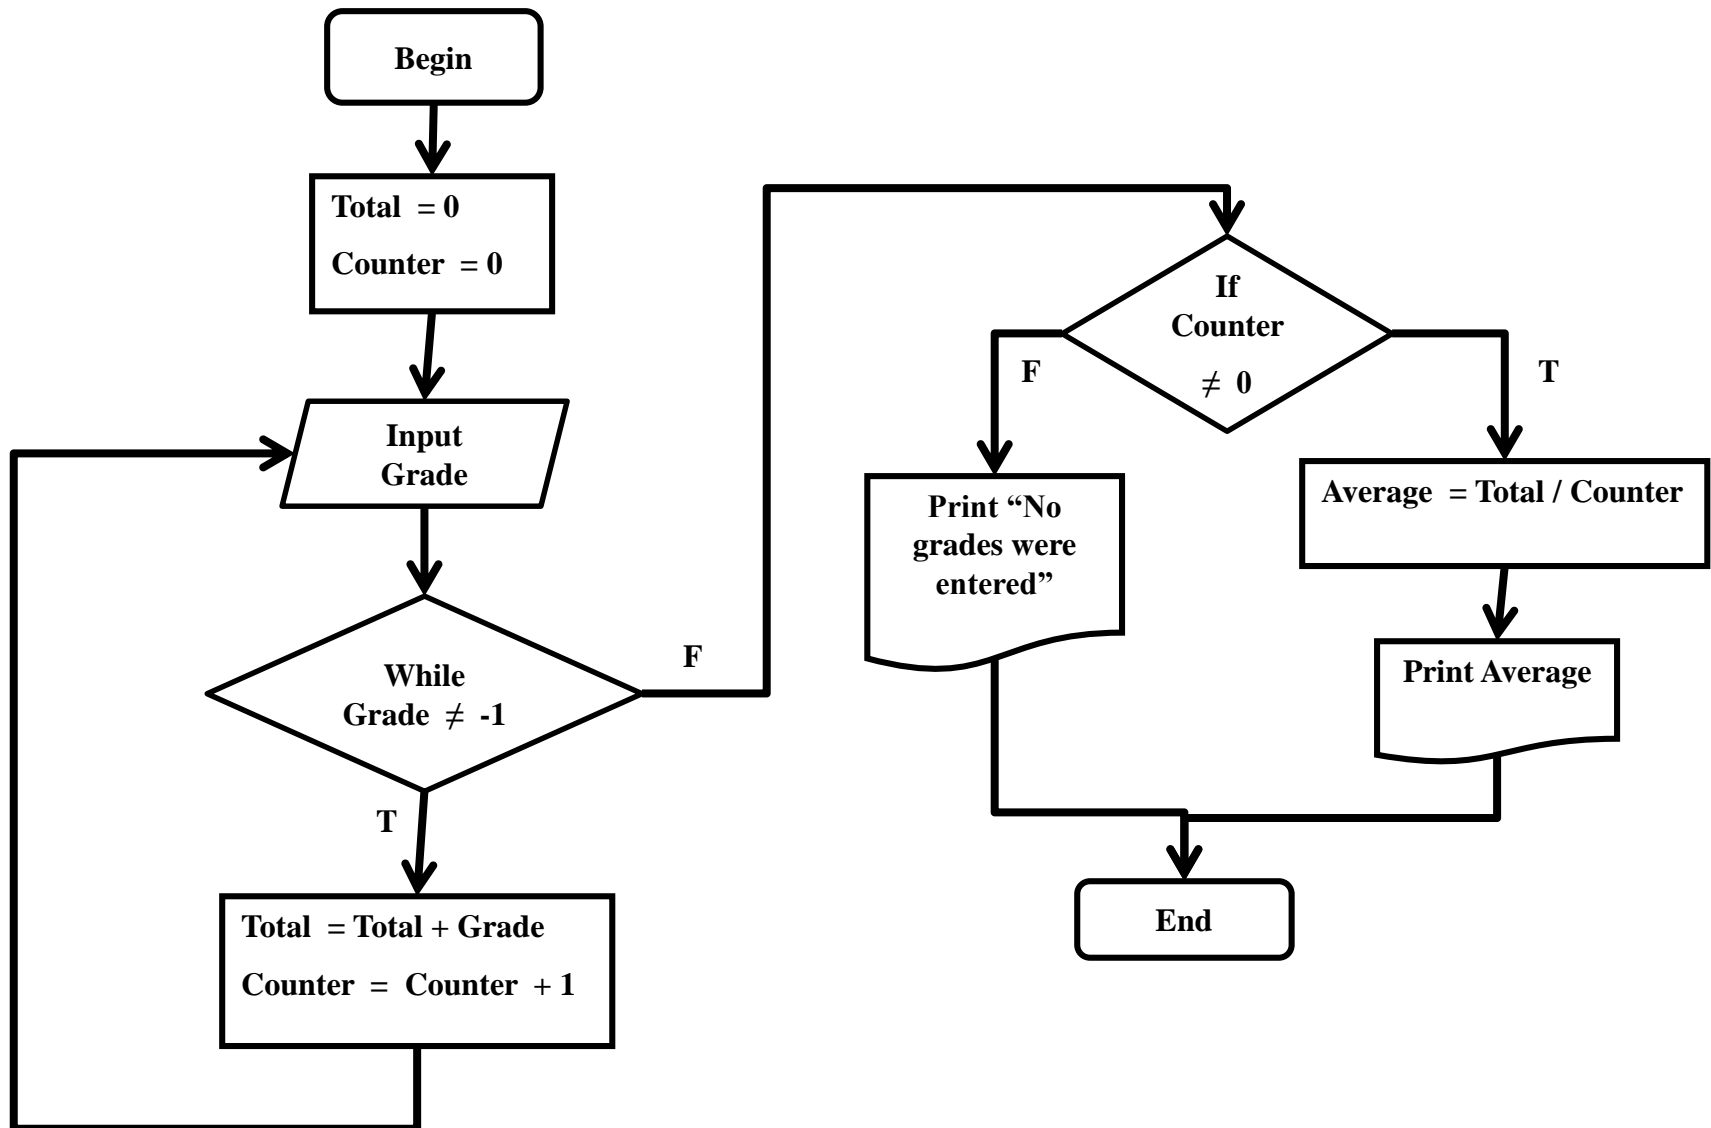 Begin
Total = 0
Counter = 0
Input
Grade
While
Grade ≠ -1
F
T
Total = Total + Grade
Counter = Counter + 1
If
Counter
≠ 0
F
T
Print “No
grades were
entered”
Average = Total / Counter
Print Average
End